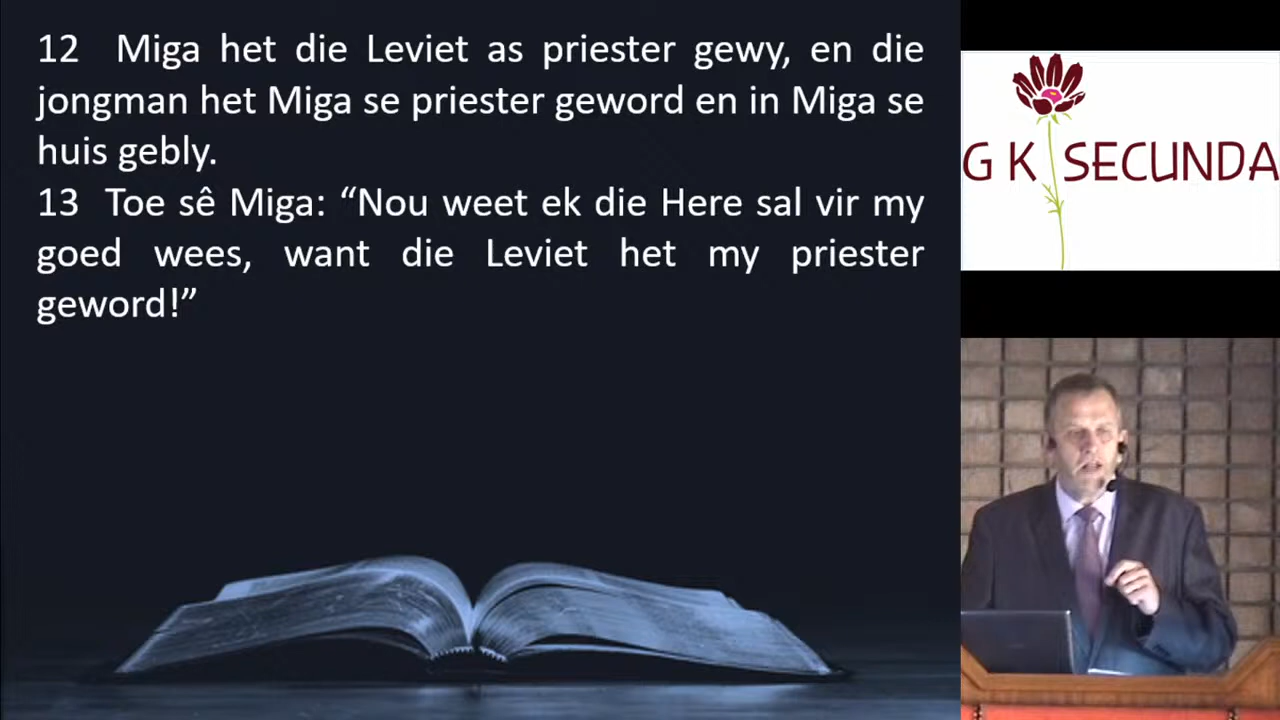 12 Miga het die Leviet as priester gewy, en die
jongman het Miga se priester geword en in Miga se
huis gebly.
13 Toe sê Miga: “Nou weet ek die Here sal vir my
goed wees, want die Leviet het my priester
geword!”
G K SECUNDA